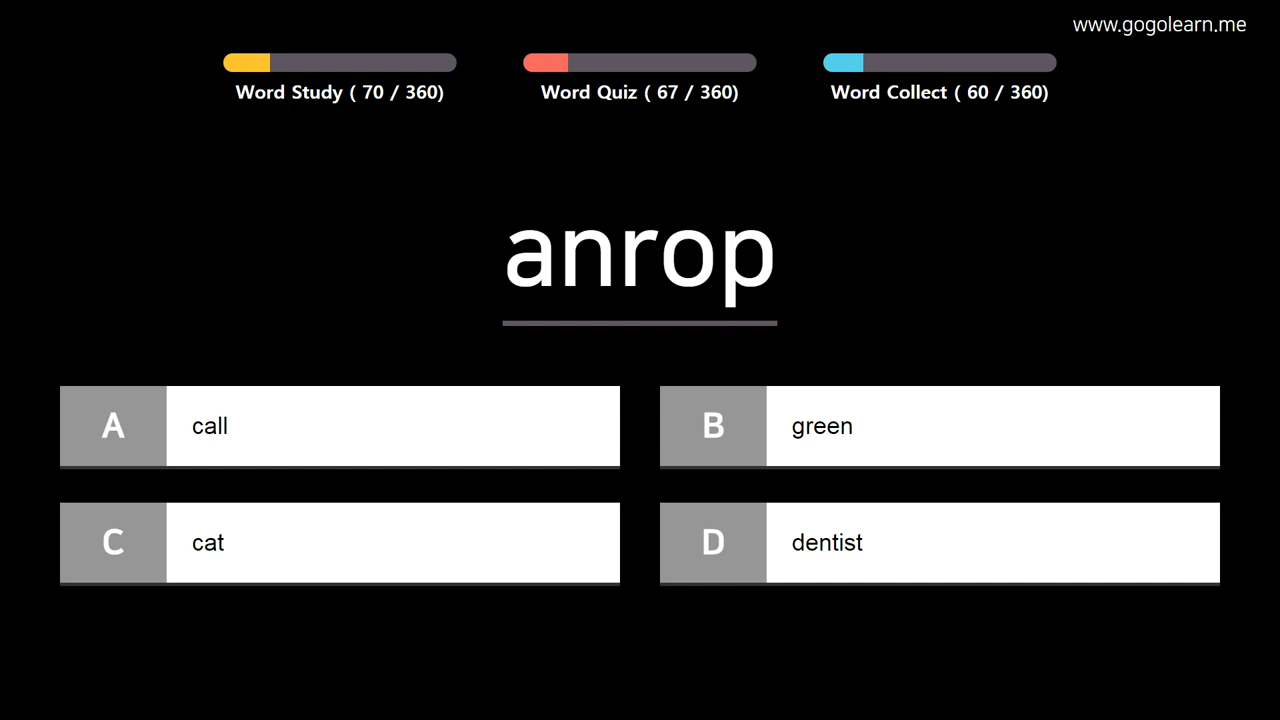 www.gogolearn.me
Word Study ( 70 / 360)
Word Quiz ( 67 / 360)
Word Collect ( 60 / 360)
anrop
A call
B green
C cat
D dentist